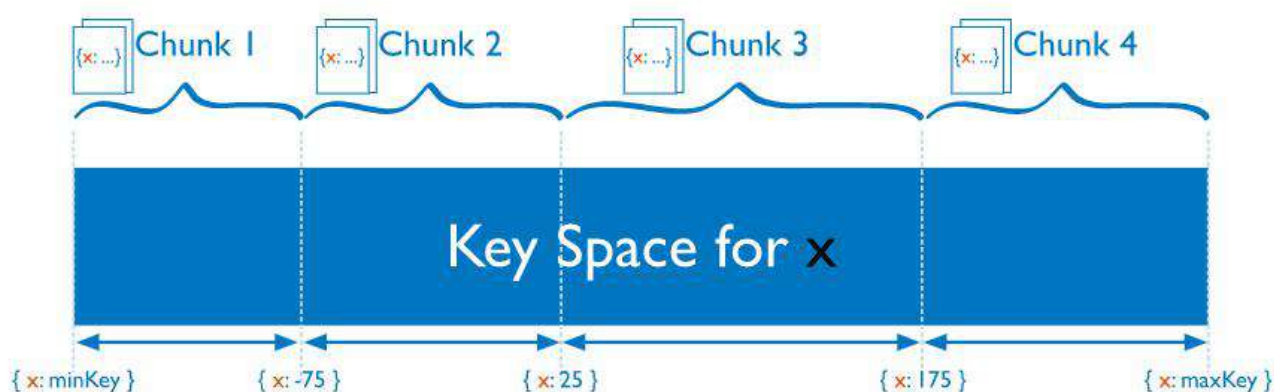 {x: ...} Chunk 1 {x: ...} Chunk 2 {x: ...} Chunk 3 {x: ...} Chunk 4
Key Space for x
{ x: minKey } { x: -75 } { x: 25 } { x: 175 } { x: maxKey }